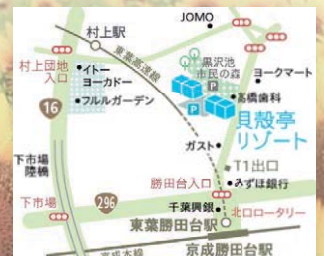 JOMO
村上駅
東葉高速線
黒沢池
市民の森
村上団地
入口
イトー
ヨーカドー
フルルガーデン
ヨークマート
P
高橋歯科
16
P
貝殻亭
リゾート
ガスト
下市場
陸橋
T1出口
勝田台入口
みずほ銀行
下市場
296
千葉興銀
北口ロータリー
東葉勝田台駅
京成本線
京成勝田台駅